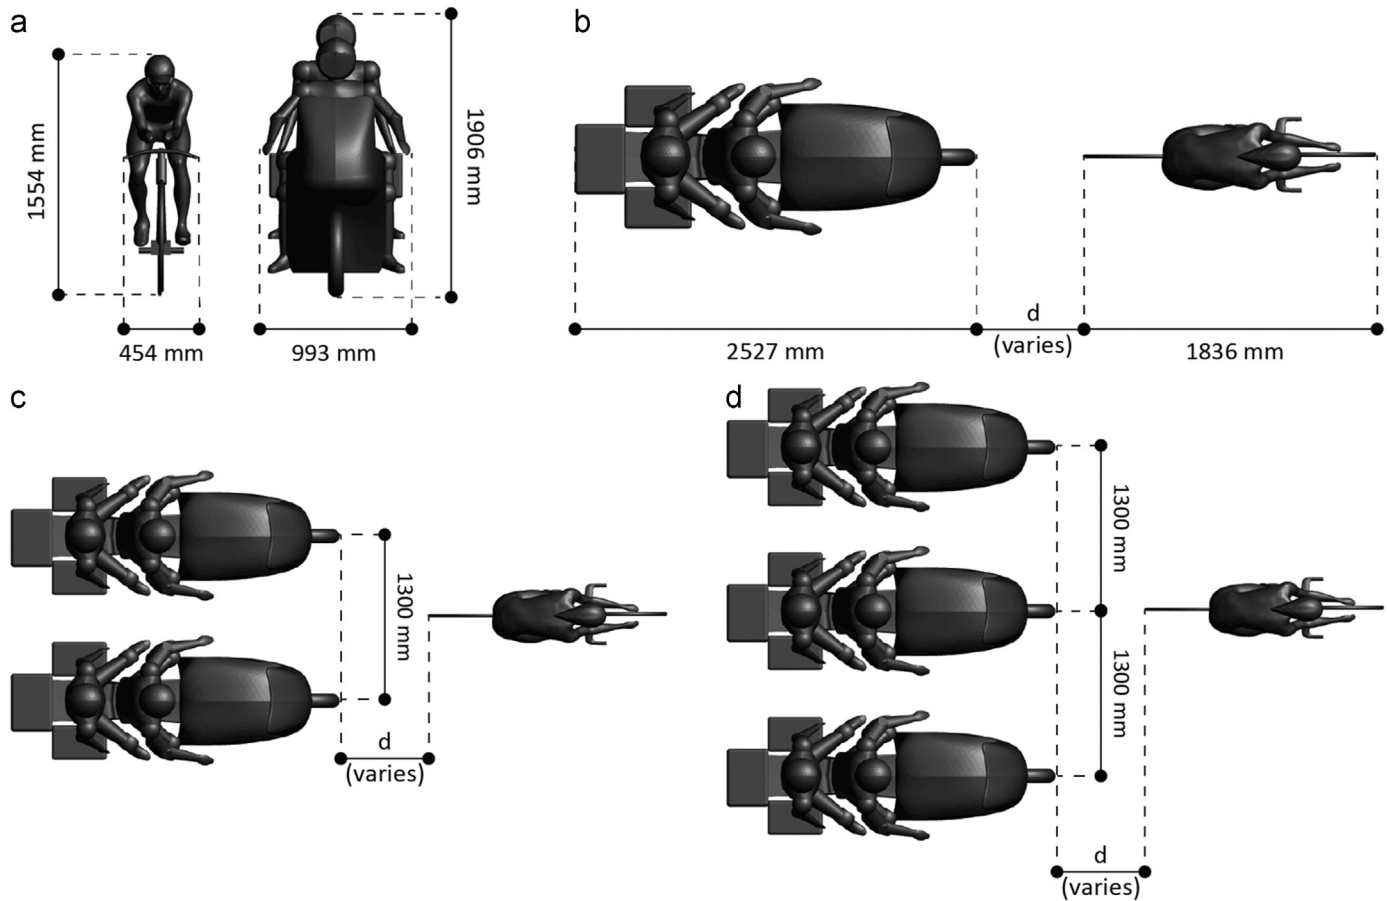 a
1554 mm
454 mm
1906 mm
993 mm
b
2527 mm
d
(varies)
1836 mm
c
1300 mm
d
(varies)
d
1300 mm
1300 mm
d
(varies)